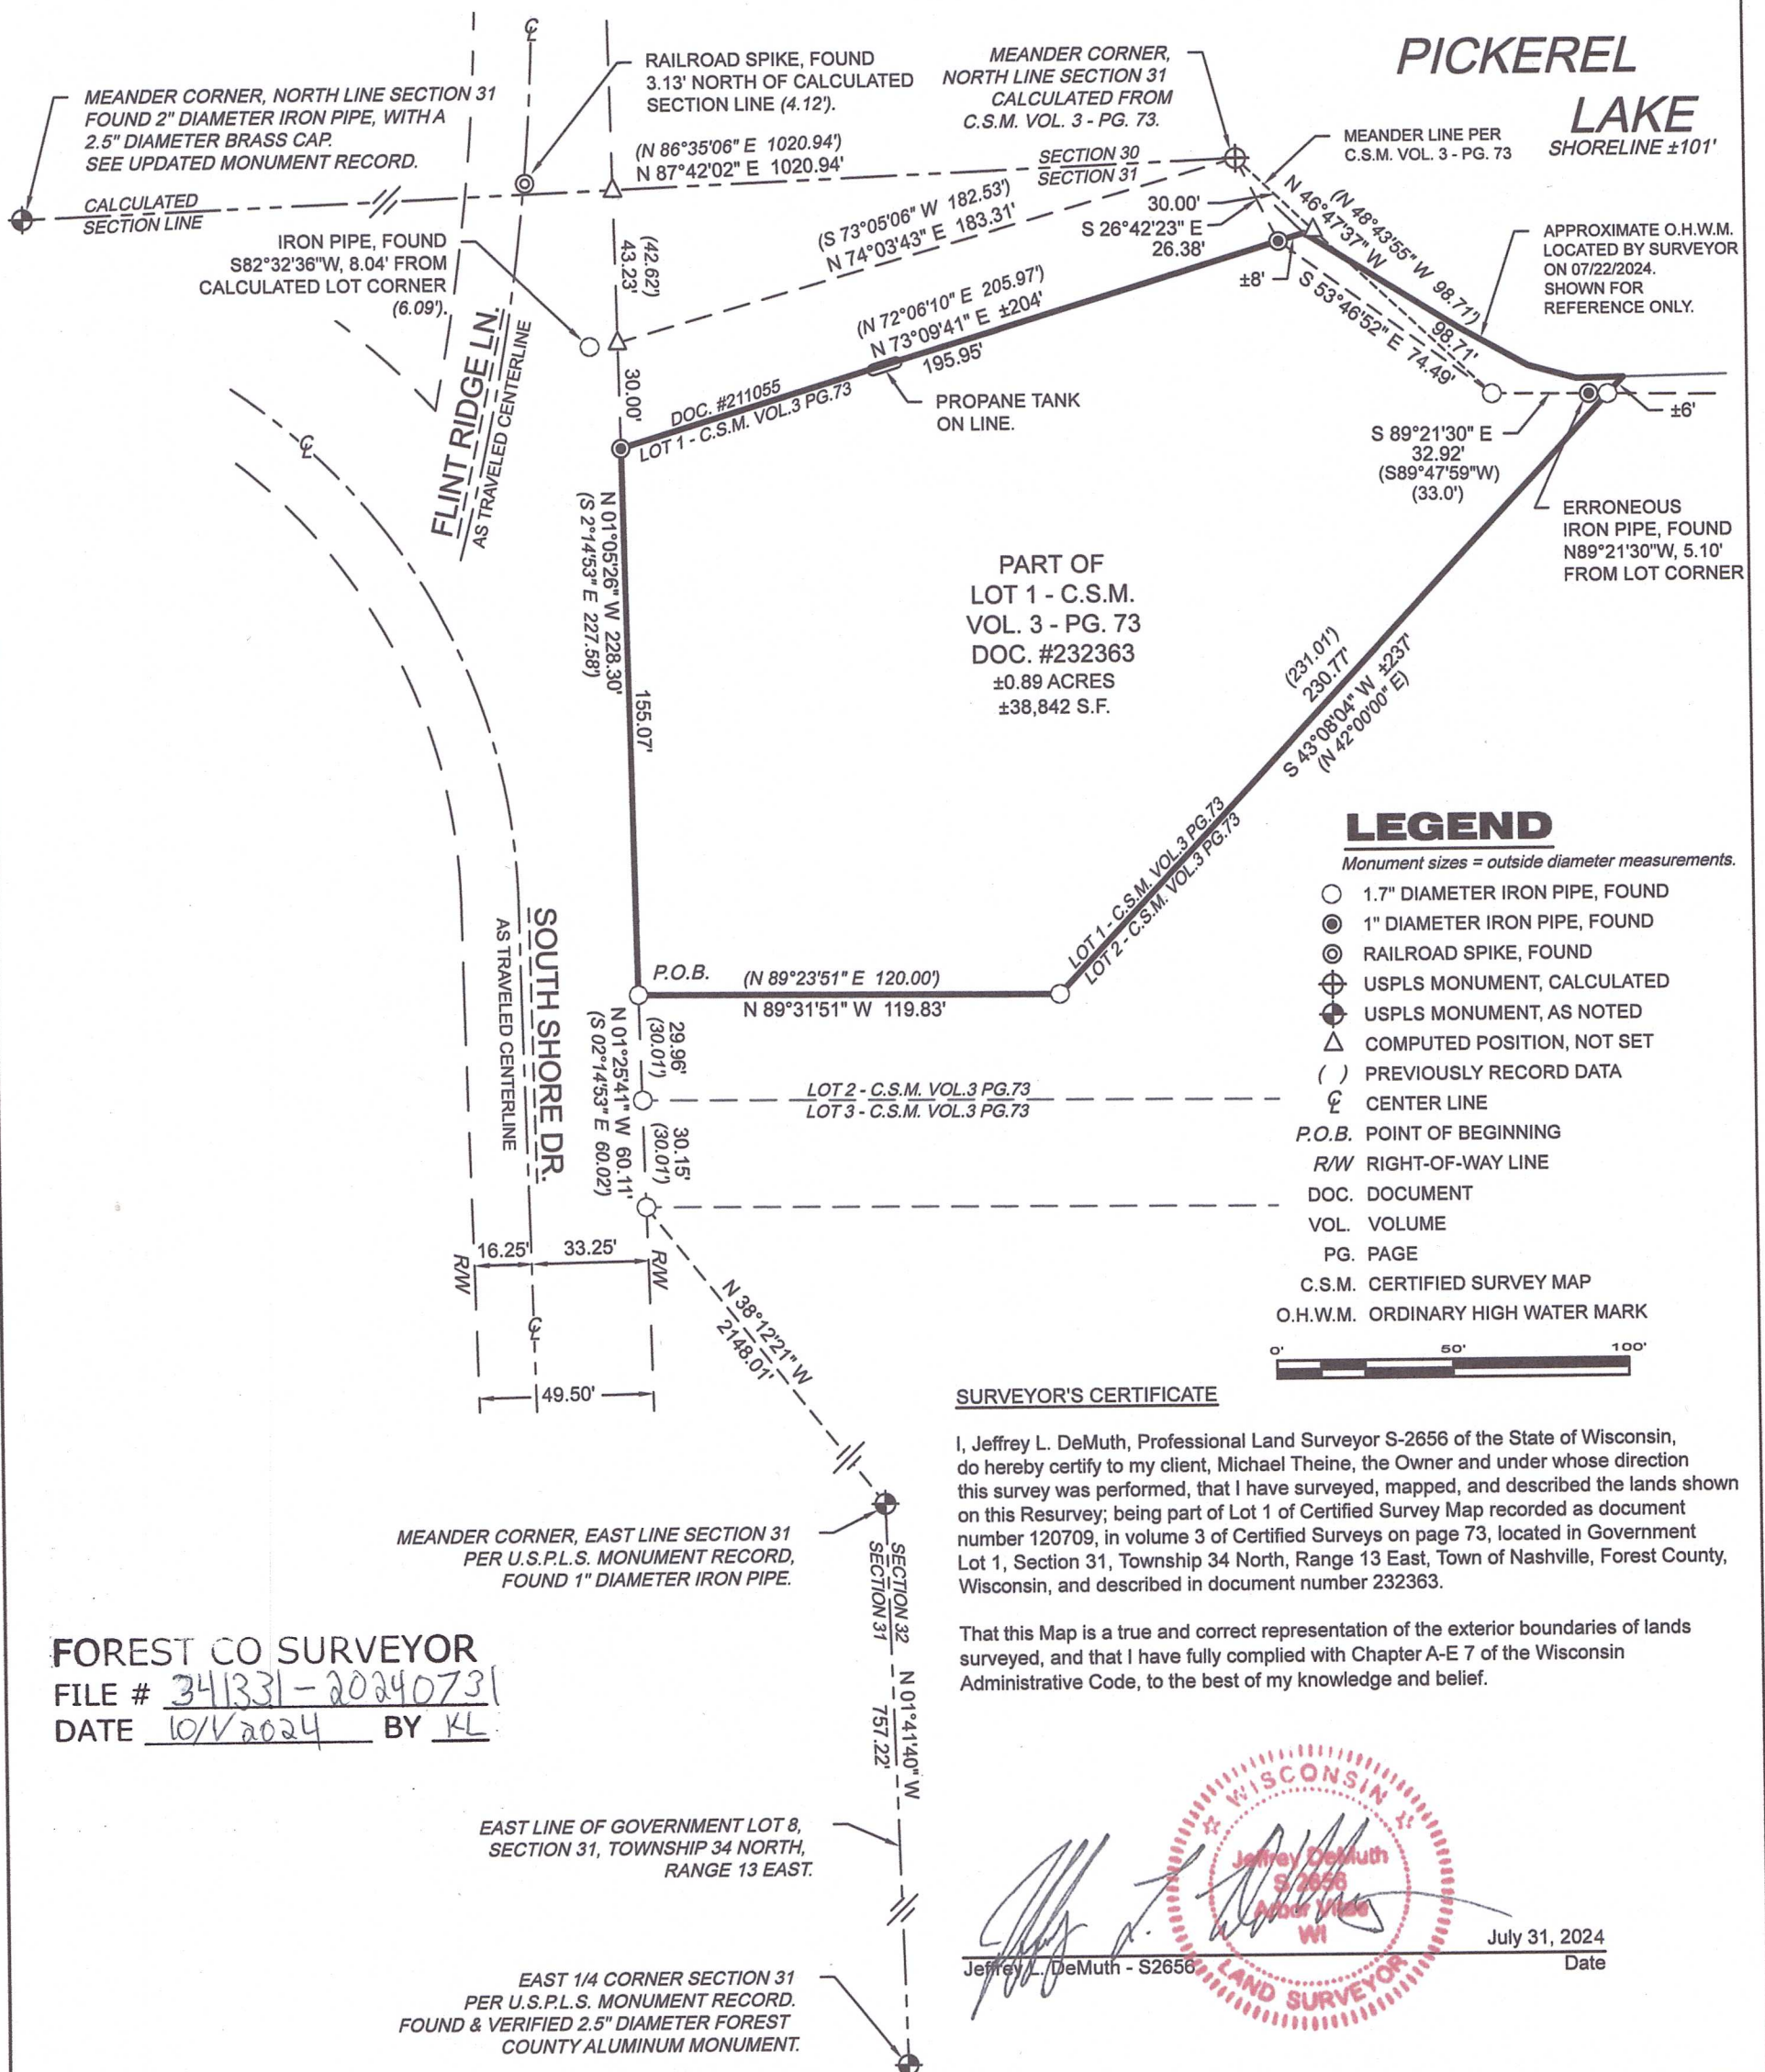 PICKEREL
LAKE
SHORELINE ±101'
MEANDER CORNER, NORTH LINE SECTION 31
FOUND 2" DIAMETER IRON PIPE, WITH A
2.5" DIAMETER BRASS CAP.
SEE UPDATED MONUMENT RECORD.
CALCULATED
SECTION LINE
RAILROAD SPIKE, FOUND
3.13' NORTH OF CALCULATED
SECTION LINE (4.12').
(N 86°35'06" E 1020.94')
N 87°42'02" E 1020.94'
MEANDER CORNER,
NORTH LINE SECTION 31
CALCULATED FROM
C.S.M. VOL. 3 - PG. 73.
SECTION 30
SECTION 31
MEANDER LINE PER
C.S.M. VOL. 3 - PG. 73
IRON PIPE, FOUND
S82°32'36"W, 8.04' FROM
CALCULATED LOT CORNER
(6.09').
(42.62')
43.23'
30.00'
(S 73°05'06" W 182.53')
N 74°03'43" E 183.31'
30.00'
S 26°42'23" E
26.38'
(N 48°43'55" W 98.71')
N 46°47'37" W
98.71'
±8'
S 53°46'52" E 74.49'
APPROXIMATE O.H.W.M.
LOCATED BY SURVEYOR
ON 07/22/2024.
SHOWN FOR
REFERENCE ONLY.
(N 72°06'10" E 205.97')
N 73°09'41" E ±204'
195.95'
DOC. #211055
LOT 1 - C.S.M. VOL.3 PG.73
PROPANE TANK
ON LINE.
±6'
S 89°21'30" E
32.92'
(S89°47'59"W)
(33.0')
ERRONEOUS
IRON PIPE, FOUND
N89°21'30"W, 5.10'
FROM LOT CORNER
FLINT RIDGE LN.
AS TRAVELED CENTERLINE
N 01°05'26" W 228.30'
(S 2°14'53" E 227.58')
155.07'
PART OF
LOT 1 - C.S.M.
VOL. 3 - PG. 73
DOC. #232363
±0.89 ACRES
±38,842 S.F.
(231.01')
230.77'
S 43°08'04" W ±237'
(N 42°00'00" E)
LOT 1 - C.S.M. VOL.3 PG.73
LOT 2 - C.S.M. VOL.3 PG.73
P.O.B.
(N 89°23'51" E 120.00')
N 89°31'51" W 119.83'
SOUTH SHORE DR.
AS TRAVELED CENTERLINE
29.96'
(30.01')
N 01°25'41" W 60.11'
(S 02°14'53" E 60.02')
30.15'
(30.01')
LOT 2 - C.S.M. VOL.3 PG.73
LOT 3 - C.S.M. VOL.3 PG.73
R/W
16.25'
33.25'
R/W
49.50'
N 38°12'21" W
2148.01'
LEGEND
Monument sizes = outside diameter measurements.
1.7" DIAMETER IRON PIPE, FOUND
1" DIAMETER IRON PIPE, FOUND
RAILROAD SPIKE, FOUND
USPLS MONUMENT, CALCULATED
USPLS MONUMENT, AS NOTED
COMPUTED POSITION, NOT SET
( ) PREVIOUSLY RECORD DATA
℄ CENTER LINE
P.O.B. POINT OF BEGINNING
R/W RIGHT-OF-WAY LINE
DOC. DOCUMENT
VOL. VOLUME
PG. PAGE
C.S.M. CERTIFIED SURVEY MAP
O.H.W.M. ORDINARY HIGH WATER MARK
0' 50' 100'
SURVEYOR'S CERTIFICATE
I, Jeffrey L. DeMuth, Professional Land Surveyor S-2656 of the State of Wisconsin,
do hereby certify to my client, Michael Theine, the Owner and under whose direction
this survey was performed, that I have surveyed, mapped, and described the lands shown
on this Resurvey; being part of Lot 1 of Certified Survey Map recorded as document
number 120709, in volume 3 of Certified Surveys on page 73, located in Government
Lot 1, Section 31, Township 34 North, Range 13 East, Town of Nashville, Forest County,
Wisconsin, and described in document number 232363.
That this Map is a true and correct representation of the exterior boundaries of lands
surveyed, and that I have fully complied with Chapter A-E 7 of the Wisconsin
Administrative Code, to the best of my knowledge and belief.
MEANDER CORNER, EAST LINE SECTION 31
PER U.S.P.L.S. MONUMENT RECORD,
FOUND 1" DIAMETER IRON PIPE.
SECTION 32
SECTION 31
N 01°41'40" W
757.22'
FOREST CO SURVEYOR
FILE # 341331-20240731
DATE 10/1/2024 BY KL
EAST LINE OF GOVERNMENT LOT 8,
SECTION 31, TOWNSHIP 34 NORTH,
RANGE 13 EAST.
EAST 1/4 CORNER SECTION 31
PER U.S.P.L.S. MONUMENT RECORD.
FOUND & VERIFIED 2.5" DIAMETER FOREST
COUNTY ALUMINUM MONUMENT.
WISCONSIN
Jeffrey DeMuth
S 2656
Arbor Vitae
WI
LAND SURVEYOR
Jeffrey L. DeMuth - S2656
July 31, 2024
Date